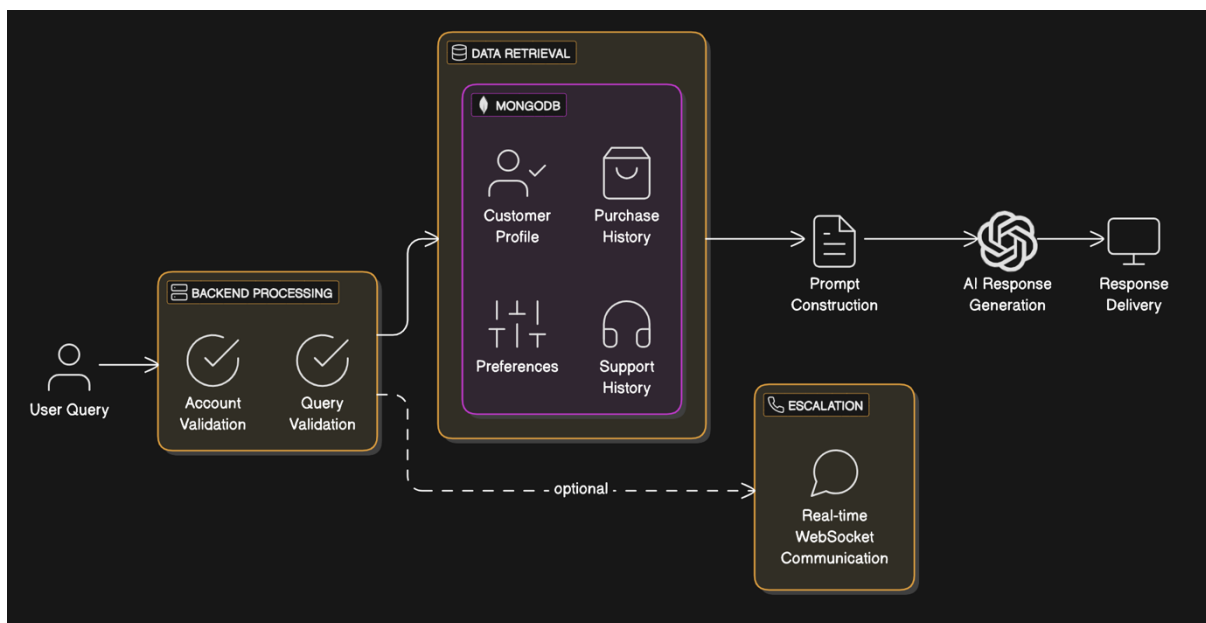 DATA RETRIEVAL
MONGODB
Customer
Profile
Purchase
History
Preferences
Support
History
BACKEND PROCESSING
Account
Validation
Query
Validation
User Query
Prompt
Construction
AI Response
Generation
Response
Delivery
optional
ESCALATION
Real-time
WebSocket
Communication